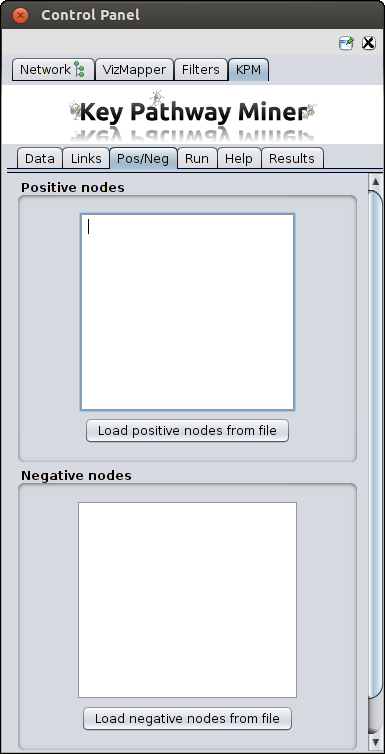 Control Panel
Network VizMapper Filters KPM
Key Pathway Miner
Data Links Pos/Neg Run Help Results
Positive nodes
Load positive nodes from file
Negative nodes
Load negative nodes from file